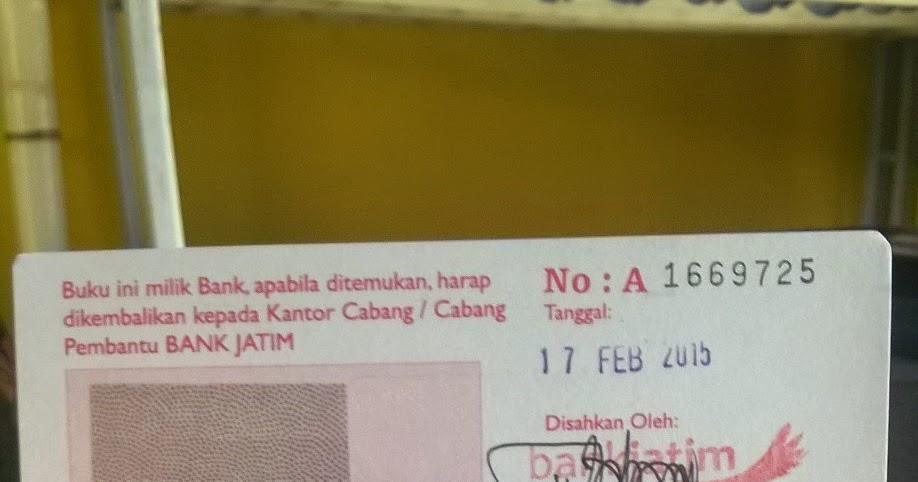 Buku ini milik Bank, apabila ditemukan, harap
dikembalikan kepada Kantor Cabang / Cabang
Pembantu BANK JATIM
No : A 1669725
Tanggal:
17 FEB 2015
Disahkan Oleh:
bankjatim